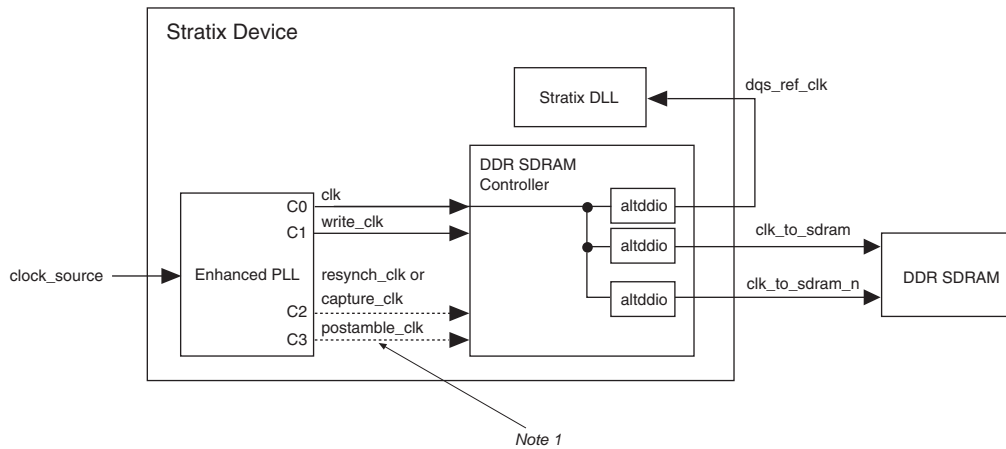 Stratix Device
dqs_ref_clk
Stratix DLL
DDR SDRAM
Controller
clk
C0
altddio
write_clk
C1
clk_to_sdram
altddio
clock_source
Enhanced PLL
resynch_clk or
capture_clk
C2
clk_to_sdram_n
altddio
DDR SDRAM
postamble_clk
C3
Note 1